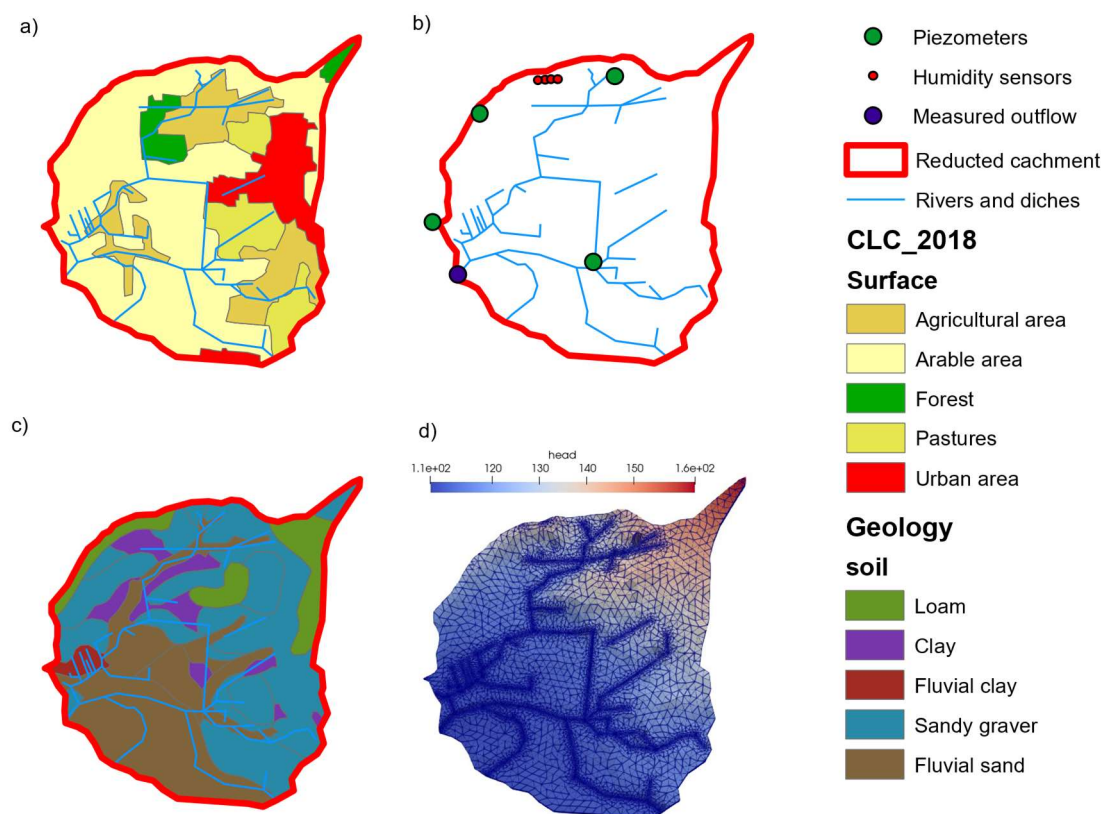 a)
b)
Piezometers
Humidity sensors
Measured outflow
Reducted cachment
Rivers and diches
CLC_2018
Surface
Agricultural area
Arable area
Forest
Pastures
Urban area
c)
d)
head
1.1e+02 120 130 140 150 1.6e+02
Geology
soil
Loam
Clay
Fluvial clay
Sandy graver
Fluvial sand